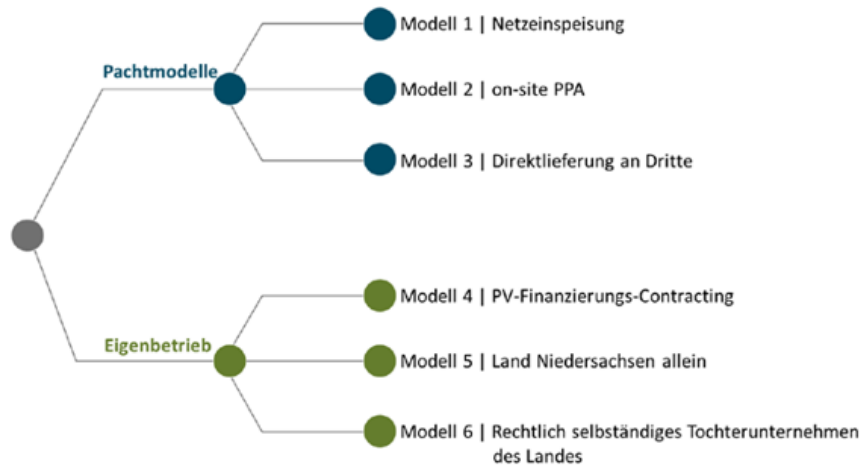 Pachtmodelle
Modell 1 | Netzeinspeisung
Modell 2 | on-site PPA
Modell 3 | Direktlieferung an Dritte
Eigenbetrieb
Modell 4 | PV-Finanzierungs-Contracting
Modell 5 | Land Niedersachsen allein
Modell 6 | Rechtlich selbständiges Tochterunternehmen
des Landes